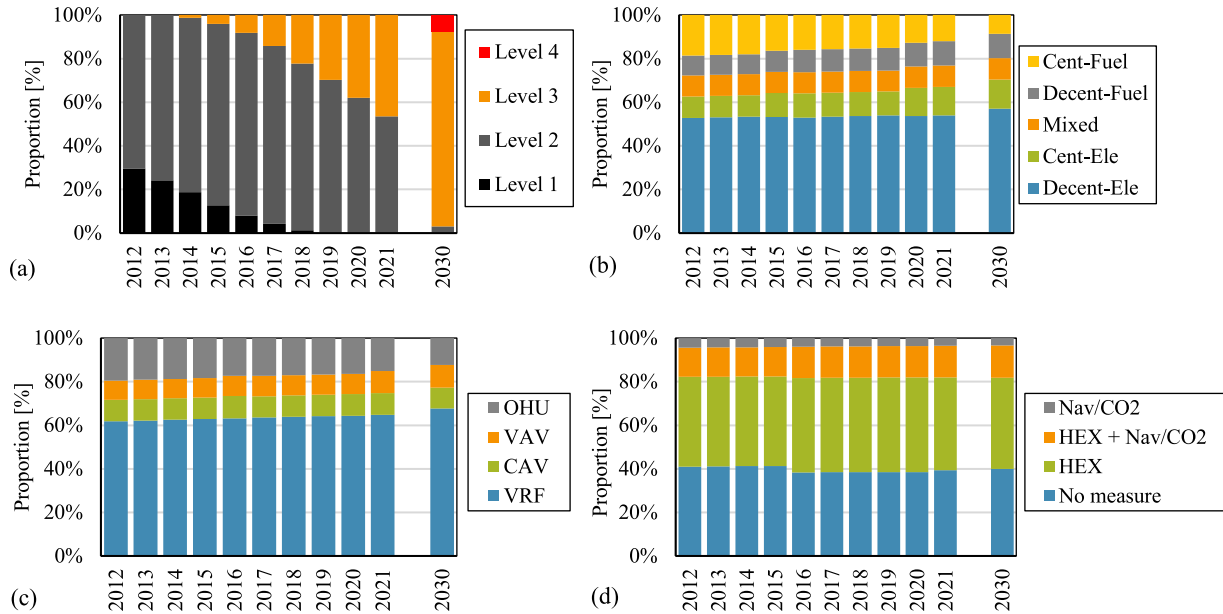 Proportion [%]
100%
80%
60%
40%
20%
0%
2012
2013
2014
2015
2016
2017
2018
2019
2020
2021
2030
Level 4
Level 3
Level 2
Level 1
(a)
Proportion [%]
100%
80%
60%
40%
20%
0%
2012
2013
2014
2015
2016
2017
2018
2019
2020
2021
2030
Cent-Fuel
Decent-Fuel
Mixed
Cent-Ele
Decent-Ele
(b)
Proportion [%]
100%
80%
60%
40%
20%
0%
2012
2013
2014
2015
2016
2017
2018
2019
2020
2021
2030
OHU
VAV
CAV
VRF
(c)
Proportion [%]
100%
80%
60%
40%
20%
0%
2012
2013
2014
2015
2016
2017
2018
2019
2020
2021
2030
Nav/CO2
HEX + Nav/CO2
HEX
No measure
(d)